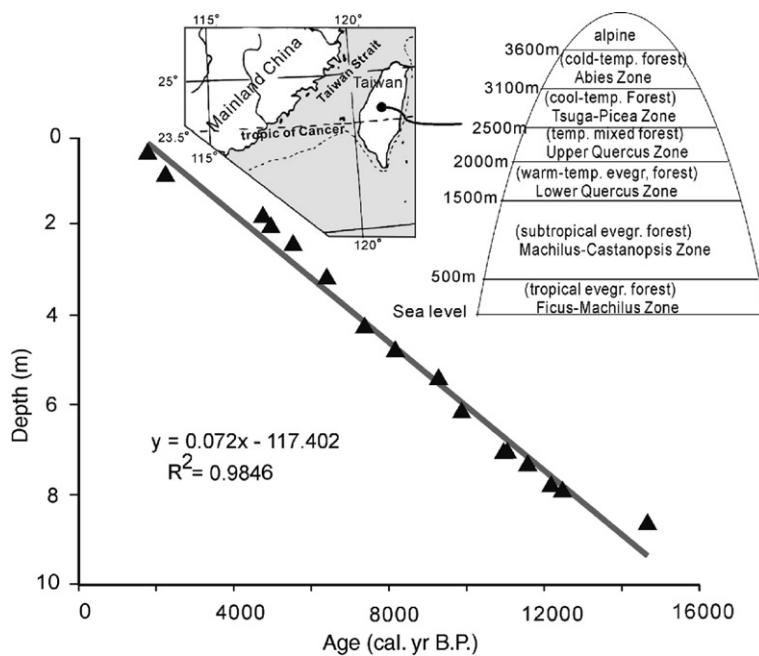 115°
120°
25°
Mainland China
Taiwan Strait
Taiwan
23.5°
tropic of Cancer
115°
120°
alpine
3600m
(cold-temp. forest)
Abies Zone
3100m
(cool-temp. Forest)
Tsuga-Picea Zone
2500m
(temp. mixed forest)
Upper Quercus Zone
2000m
(warm-temp. evegr, forest)
Lower Quercus Zone
1500m
(subtropical evegr. forest)
Machilus-Castanopsis Zone
500m
(tropical evegr. forest)
Ficus-Machilus Zone
Sea level
0
2
4
6
8
10
Depth (m)
y = 0.072x - 117.402
R2= 0.9846
0
4000
8000
12000
16000
Age (cal. yr B.P.)